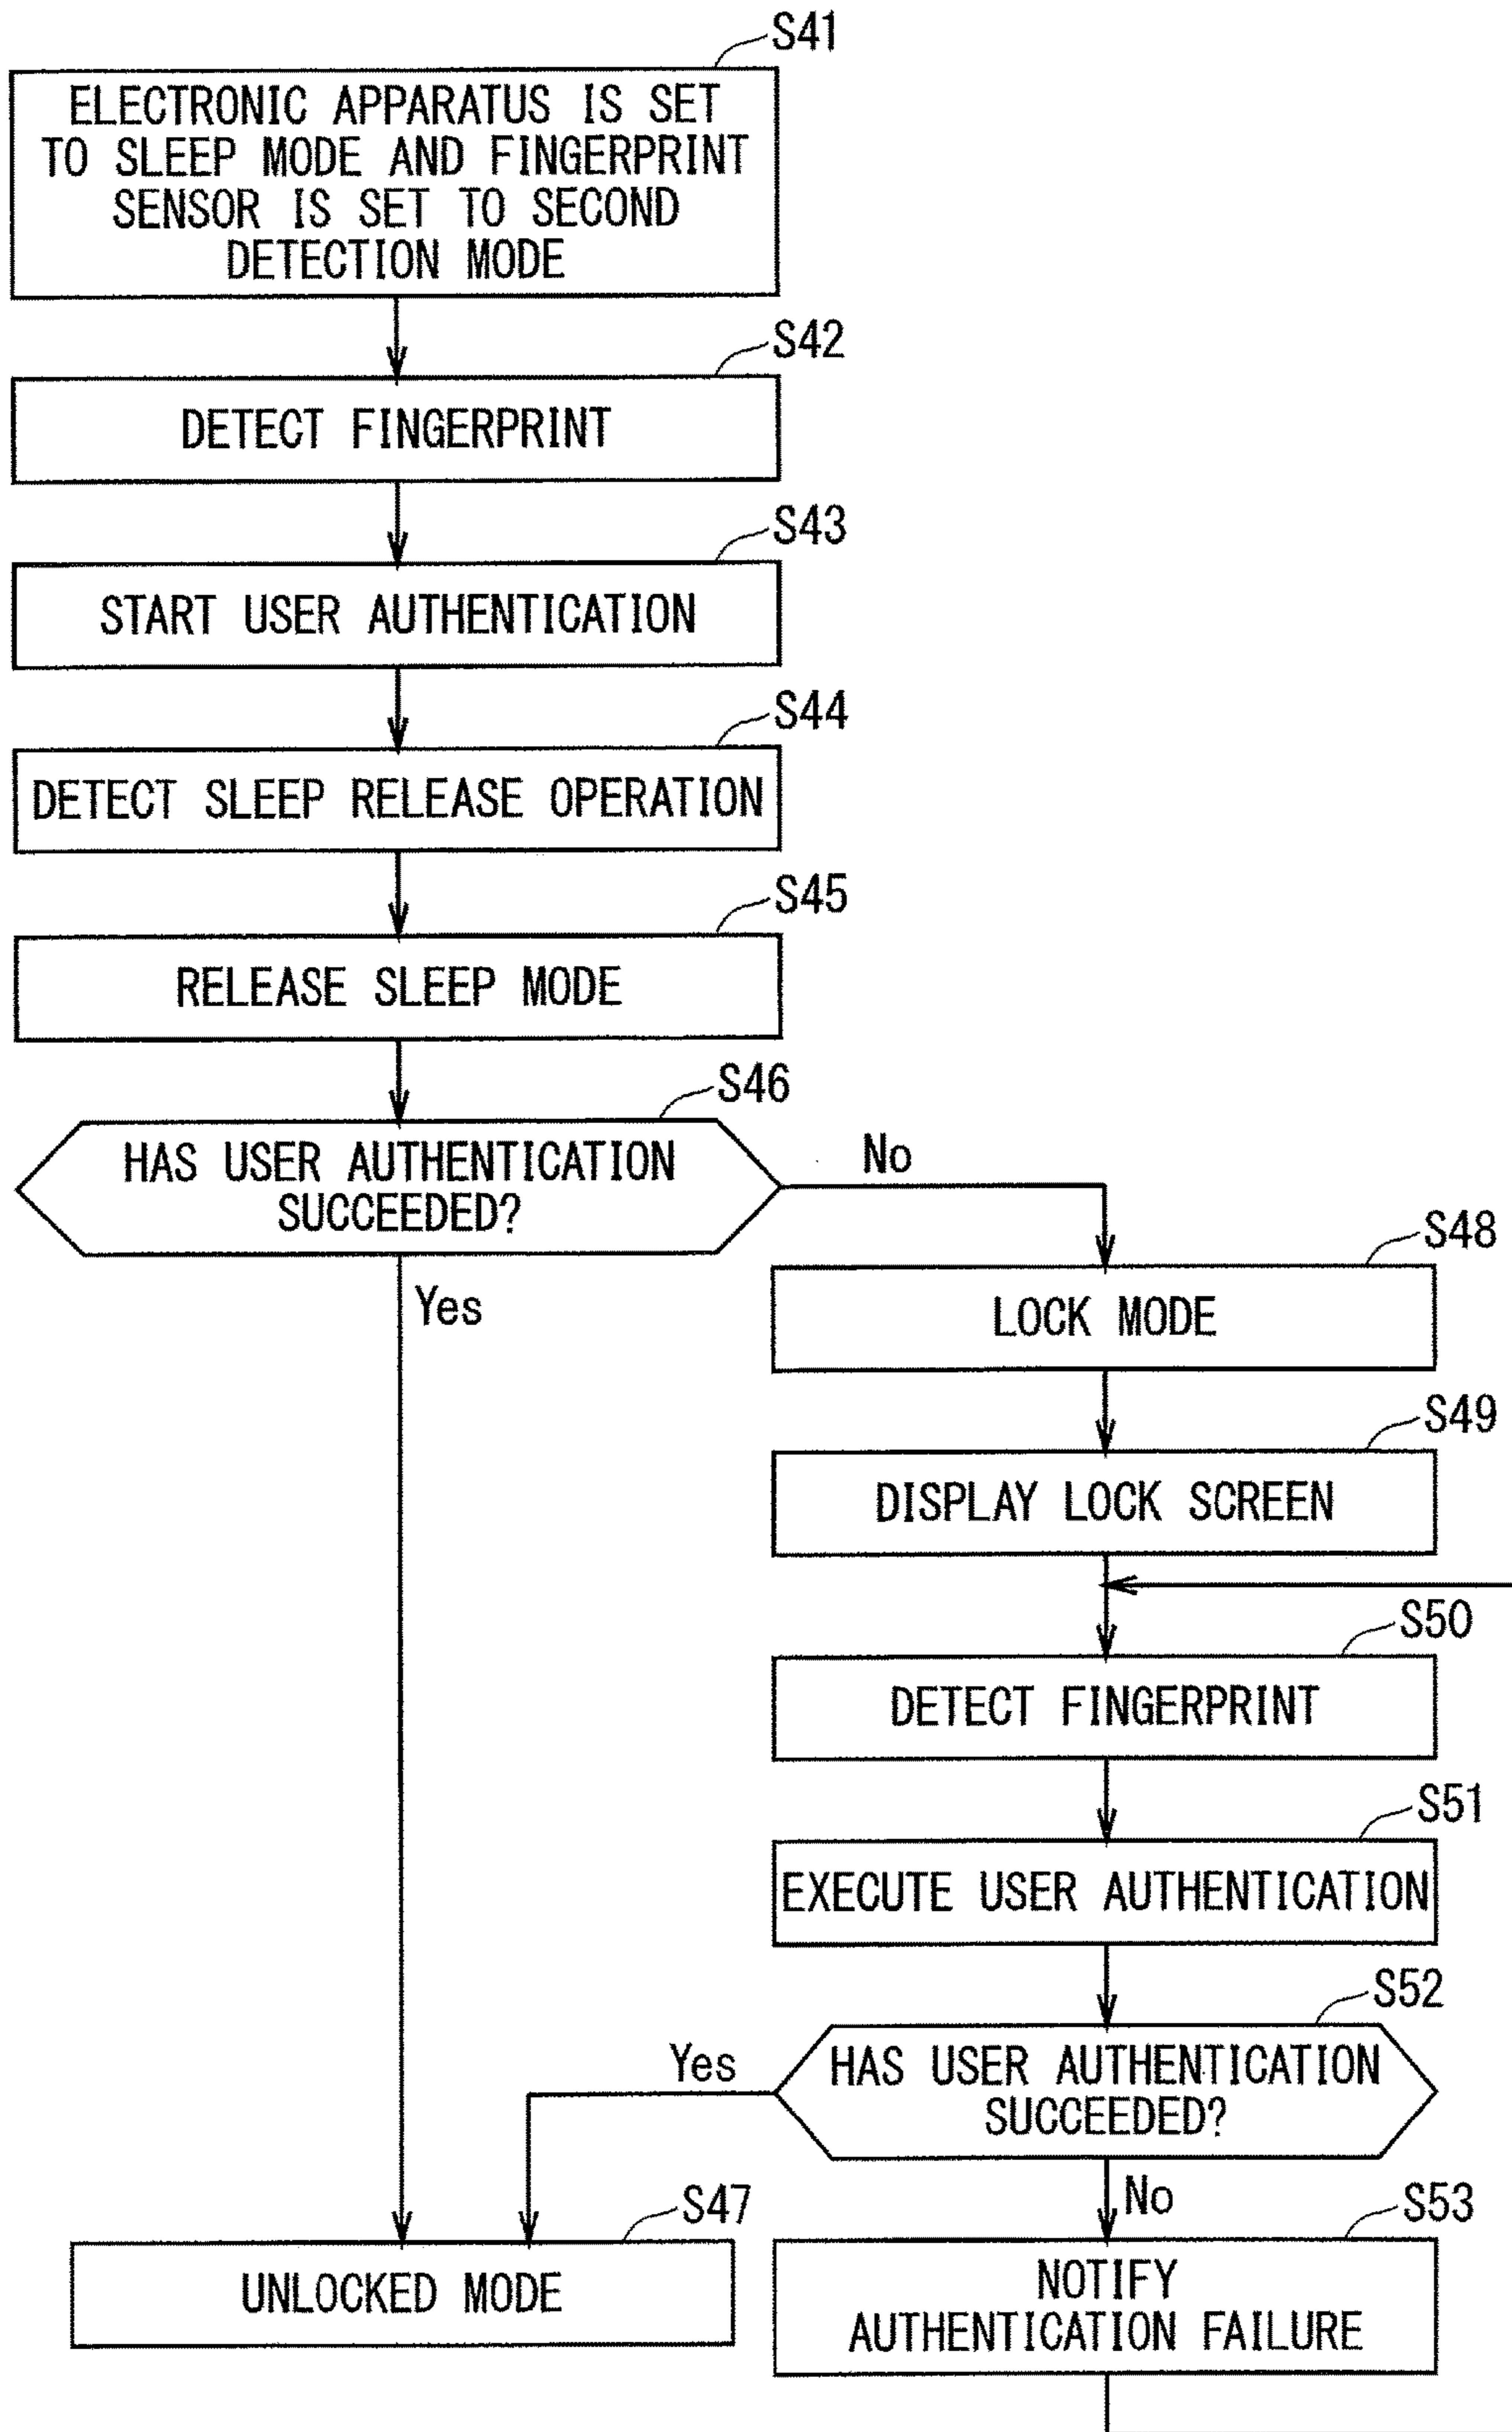 S41
ELECTRONIC APPARATUS IS SET
TO SLEEP MODE AND FINGERPRINT
SENSOR IS SET TO SECOND
DETECTION MODE
S42
DETECT FINGERPRINT
S43
START USER AUTHENTICATION
S44
DETECT SLEEP RELEASE OPERATION
S45
RELEASE SLEEP MODE
S46
HAS USER AUTHENTICATION
SUCCEEDED?
No
Yes
S48
LOCK MODE
S49
DISPLAY LOCK SCREEN
S50
DETECT FINGERPRINT
S51
EXECUTE USER AUTHENTICATION
S52
HAS USER AUTHENTICATION
SUCCEEDED?
Yes
No
S47
UNLOCKED MODE
S53
NOTIFY
AUTHENTICATION FAILURE